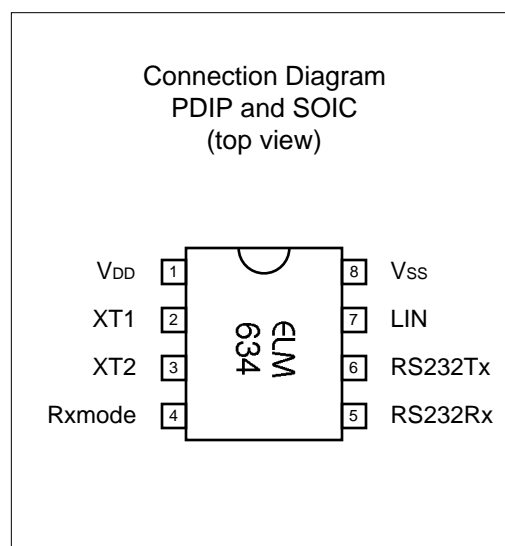 Connection Diagram
PDIP and SOIC
(top view)
VDD 1 8 VSS
XT1 2 7 LIN
XT2 3 6 RS232Tx
Rxmode 4 5 RS232Rx
ELM
634